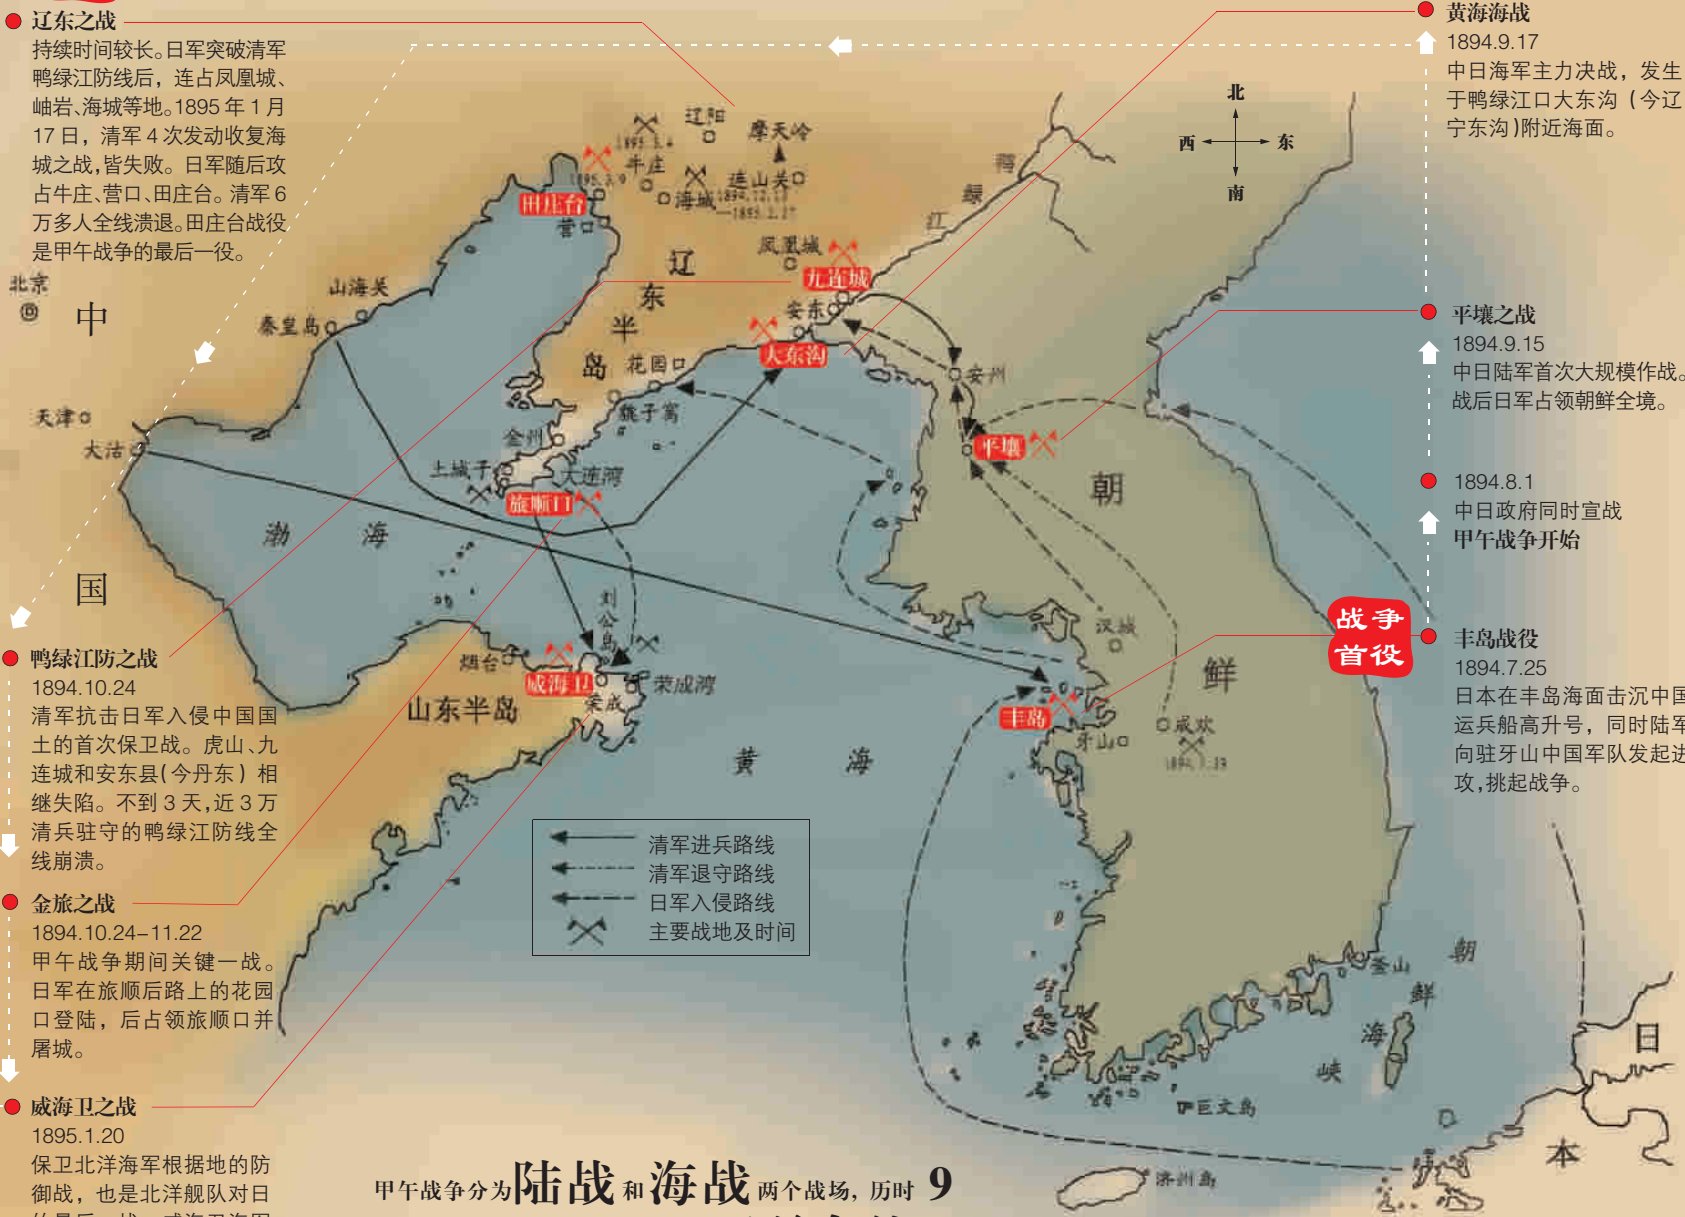 辽东之战
持续时间较长。日军突破清军
鸭绿江防线后，连占凤凰城、
岫岩、海城等地。1895 年 1 月
17 日，清军 4 次发动收复海
城之战,皆失败。日军随后攻
占牛庄、营口、田庄台。清军 6
万多人全线溃退。田庄台战役
是甲午战争的最后一役。
黄海海战
1894.9.17
中日海军主力决战，发生
于鸭绿江口大东沟（今辽
宁东沟)附近海面。
北
西
东
南
平壤之战
1894.9.15
中日陆军首次大规模作战。
战后日军占领朝鲜全境。
1894.8.1
中日政府同时宣战
甲午战争开始
战争
首役
丰岛战役
1894.7.25
日本在丰岛海面击沉中国
运兵船高升号，同时陆军
向驻牙山中国军队发起进
攻,挑起战争。
鸭绿江防之战
1894.10.24
清军抗击日军入侵中国国
土的首次保卫战。虎山、九
连城和安东县(今丹东）相
继失陷。不到 3 天,近 3 万
清兵驻守的鸭绿江防线全
线崩溃。
金旅之战
1894.10.24–11.22
甲午战争期间关键一战。
日军在旅顺后路上的花园
口登陆，后占领旅顺口并
屠城。
威海卫之战
1895.1.20
保卫北洋海军根据地的防
御战，也是北洋舰队对日
辽阳
摩天岭
1895.3.4
牛庄
连山关
1895.3.9
海城
田庄台
营口
鸭
绿
江
凤凰城
九连城
安东
大东沟
辽
东
半
岛
花园口
貔子窝
金州
大连湾
土城子
旅顺口
北京
中
国
山海关
秦皇岛
天津
大沽
渤 海
安州
平壤
朝
鲜
汉城
丰岛
成欢
牙山
刘
公
岛
烟台
威海卫
荣成
荣成湾
山东半岛
黄 海
清军进兵路线
清军退守路线
日军入侵路线
主要战地及时间
釜山
朝
鲜
海
峡
巨文岛
济州岛
日
本
甲午战争分为陆战和海战两个战场, 历时 9